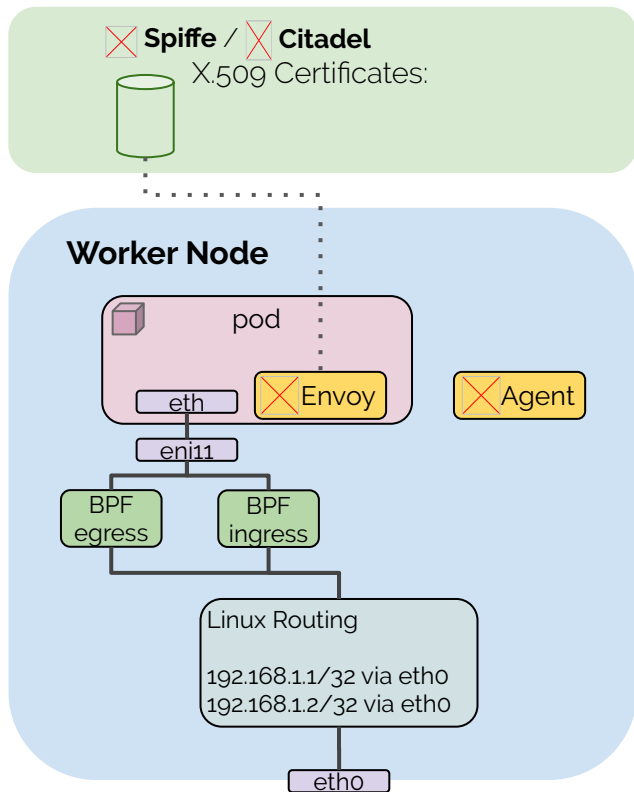 Spiffe / Citadel
X.509 Certificates:
Worker Node
pod
eth
Envoy
Agent
eni11
BPF
egress
BPF
ingress
Linux Routing
192.168.1.1/32 via eth0
192.168.1.2/32 via eth0
eth0